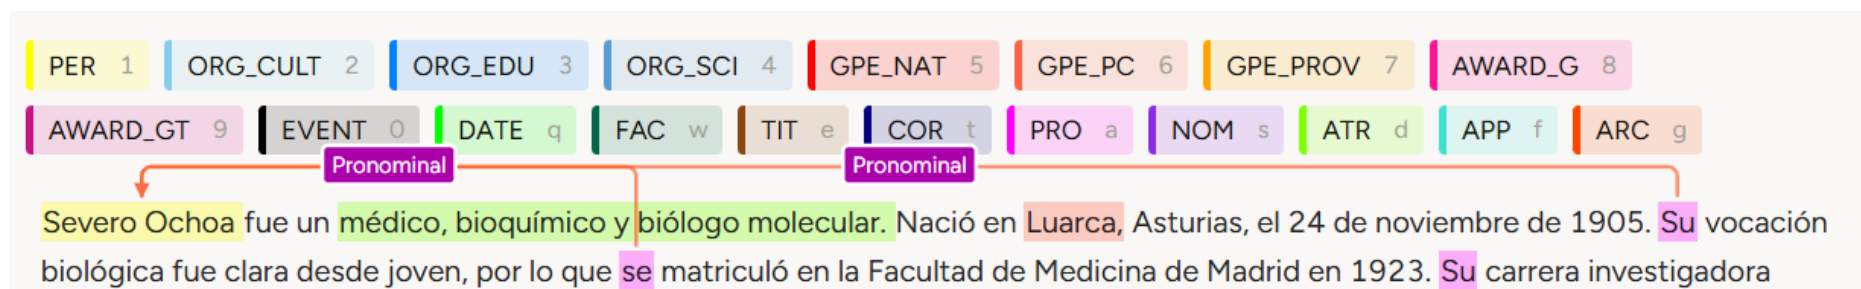 PER 1 ORG_CULT 2 ORG_EDU 3 ORG_SCI 4 GPE_NAT 5 GPE_PC 6 GPE_PROV 7 AWARD_G 8
AWARD_GT 9 EVENT 0 DATE q FAC w TIT e COR t PRO a NOM s ATR d APP f ARC g
Pronominal Pronominal
Severo Ochoa fue un médico, bioquímico y biólogo molecular. Nació en Luarca, Asturias, el 24 de noviembre de 1905. Su vocación
biológica fue clara desde joven, por lo que se matriculó en la Facultad de Medicina de Madrid en 1923. Su carrera investigadora